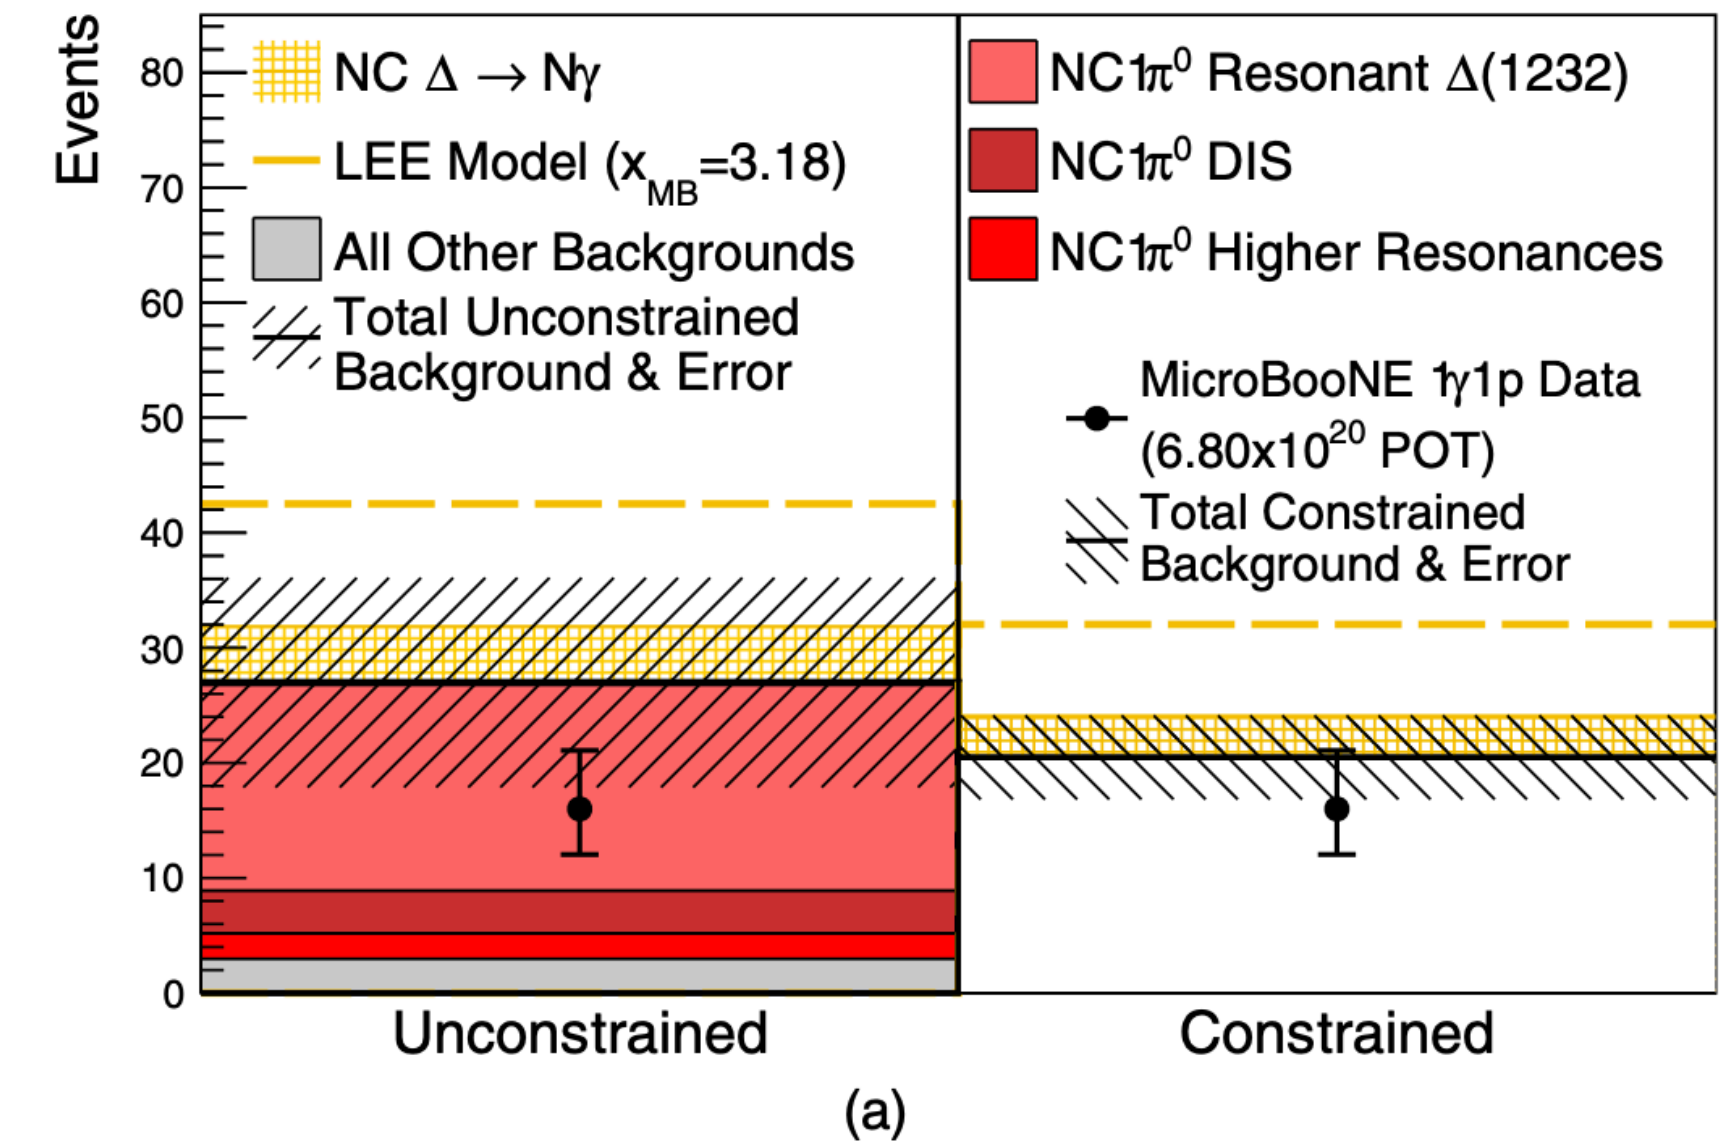 Events
80
70
60
50
40
30
20
10
0
NC Δ → Nγ
LEE Model (x_MB=3.18)
All Other Backgrounds
Total Unconstrained
Background & Error
NC1π⁰ Resonant Δ(1232)
NC1π⁰ DIS
NC1π⁰ Higher Resonances
MicroBooNE 1γ1p Data
(6.80x10²⁰ POT)
Total Constrained
Background & Error
Unconstrained
Constrained
(a)